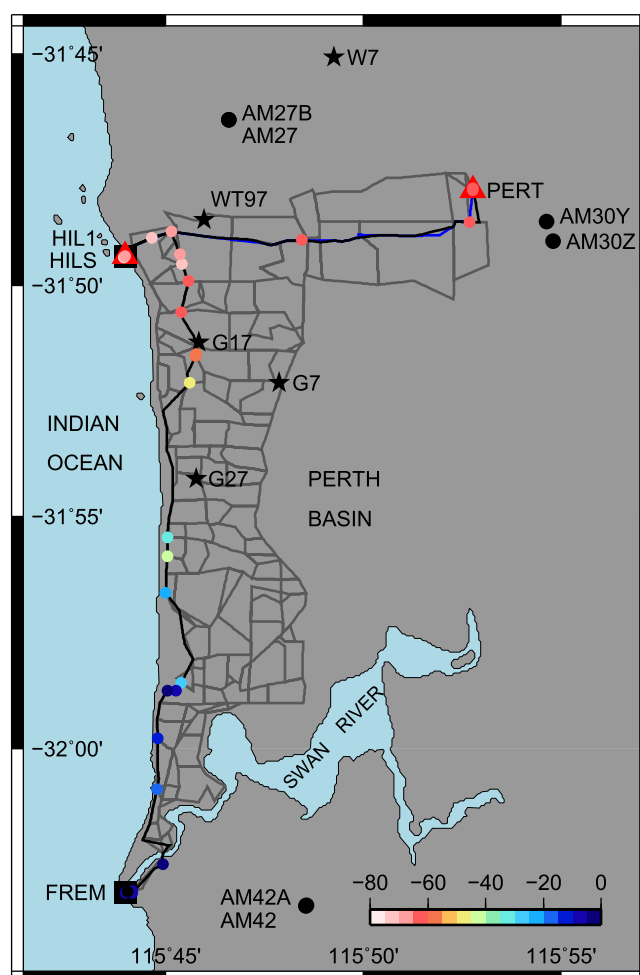 −31˚45'
W7
AM27B
AM27
WT97
PERT
HIL1
HILS
AM30Y
AM30Z
−31˚50'
G17
G7
INDIAN
OCEAN
G27
PERTH
BASIN
−31˚55'
SWAN RIVER
−32˚00'
FREM
AM42A
AM42
−80 −60 −40 −20 0
115˚45' 115˚50' 115˚55'